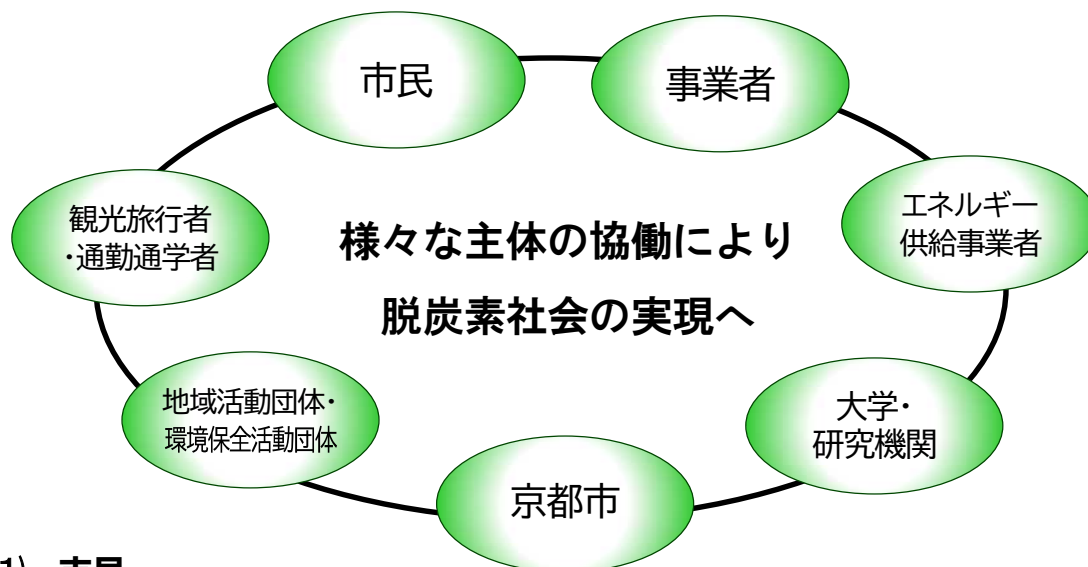 市民
事業者
観光旅行者
・通勤通学者
エネルギー
供給事業者
様々な主体の協働により
脱炭素社会の実現へ
地域活動団体・
環境保全活動団体
大学・
研究機関
京都市
1) 市民